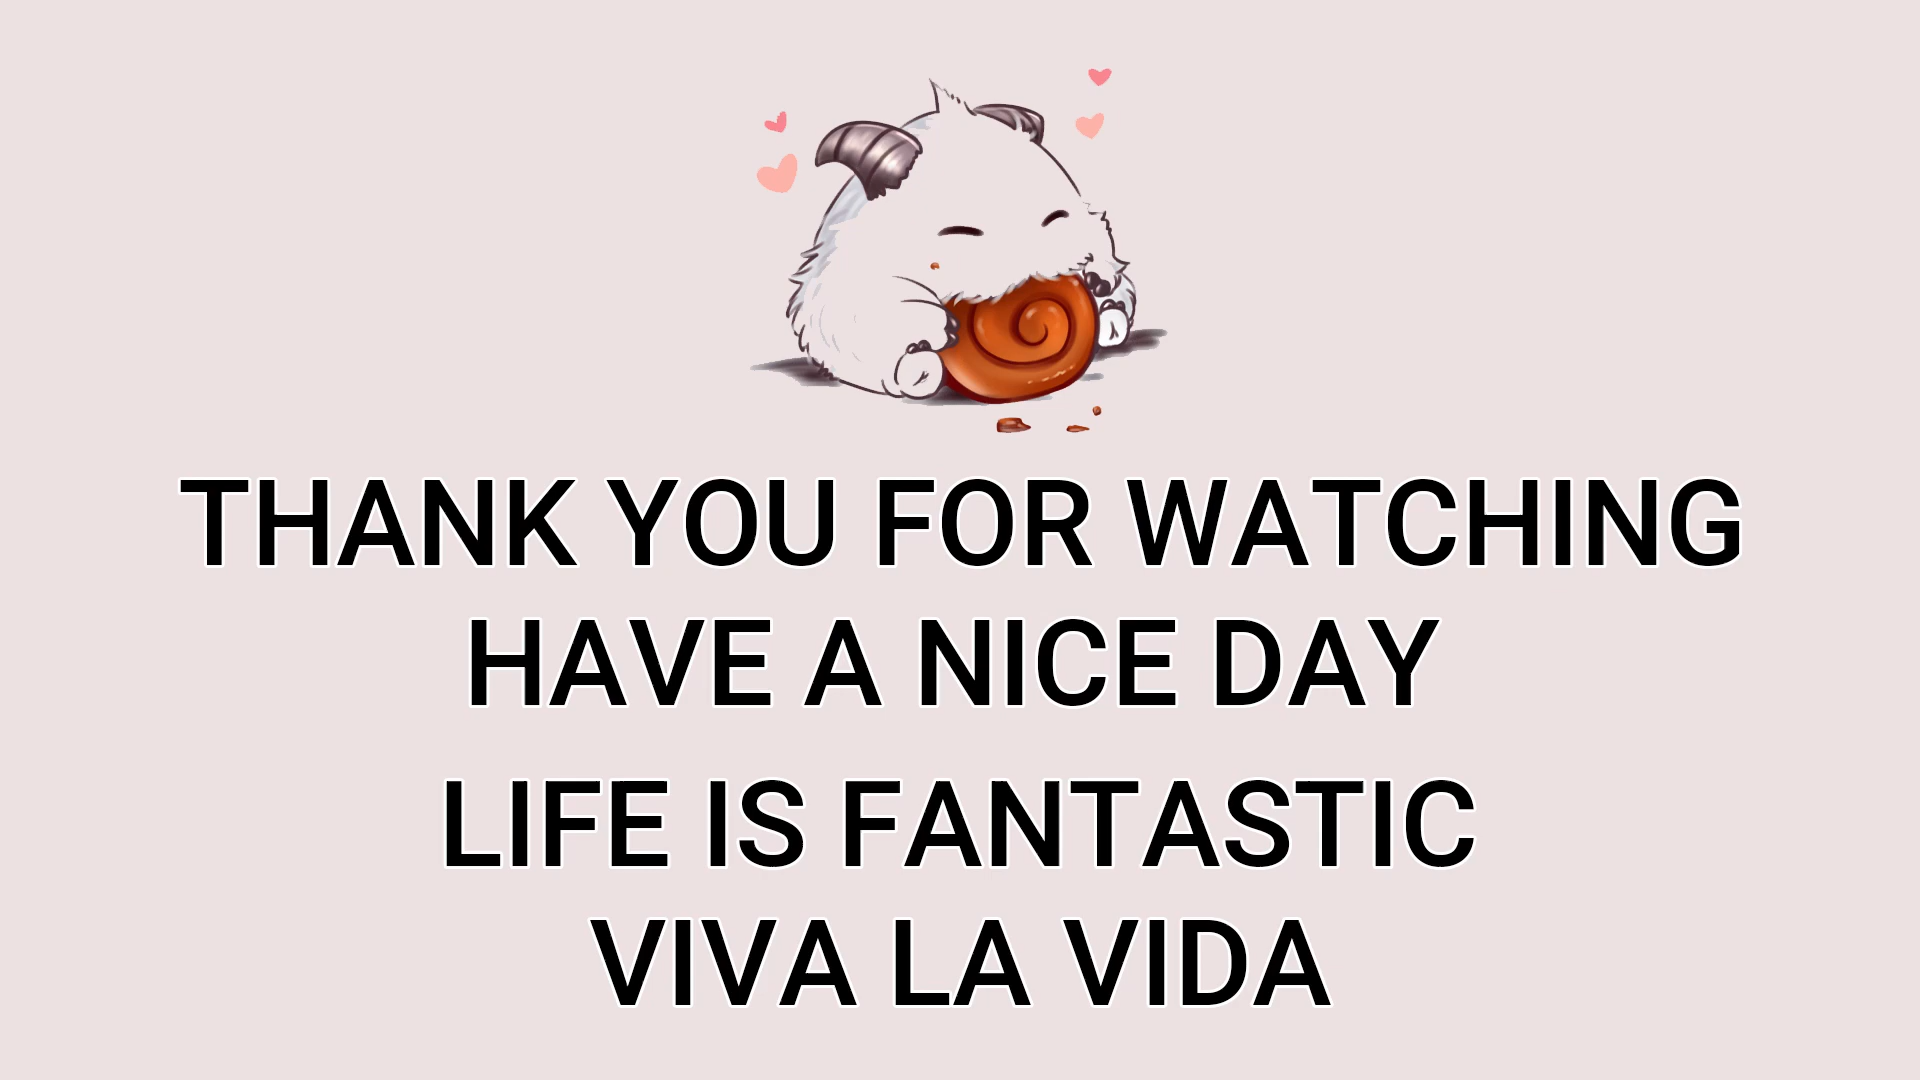 THANK YOU FOR WATCHING
HAVE A NICE DAY
LIFE IS FANTASTIC
VIVA LA VIDA